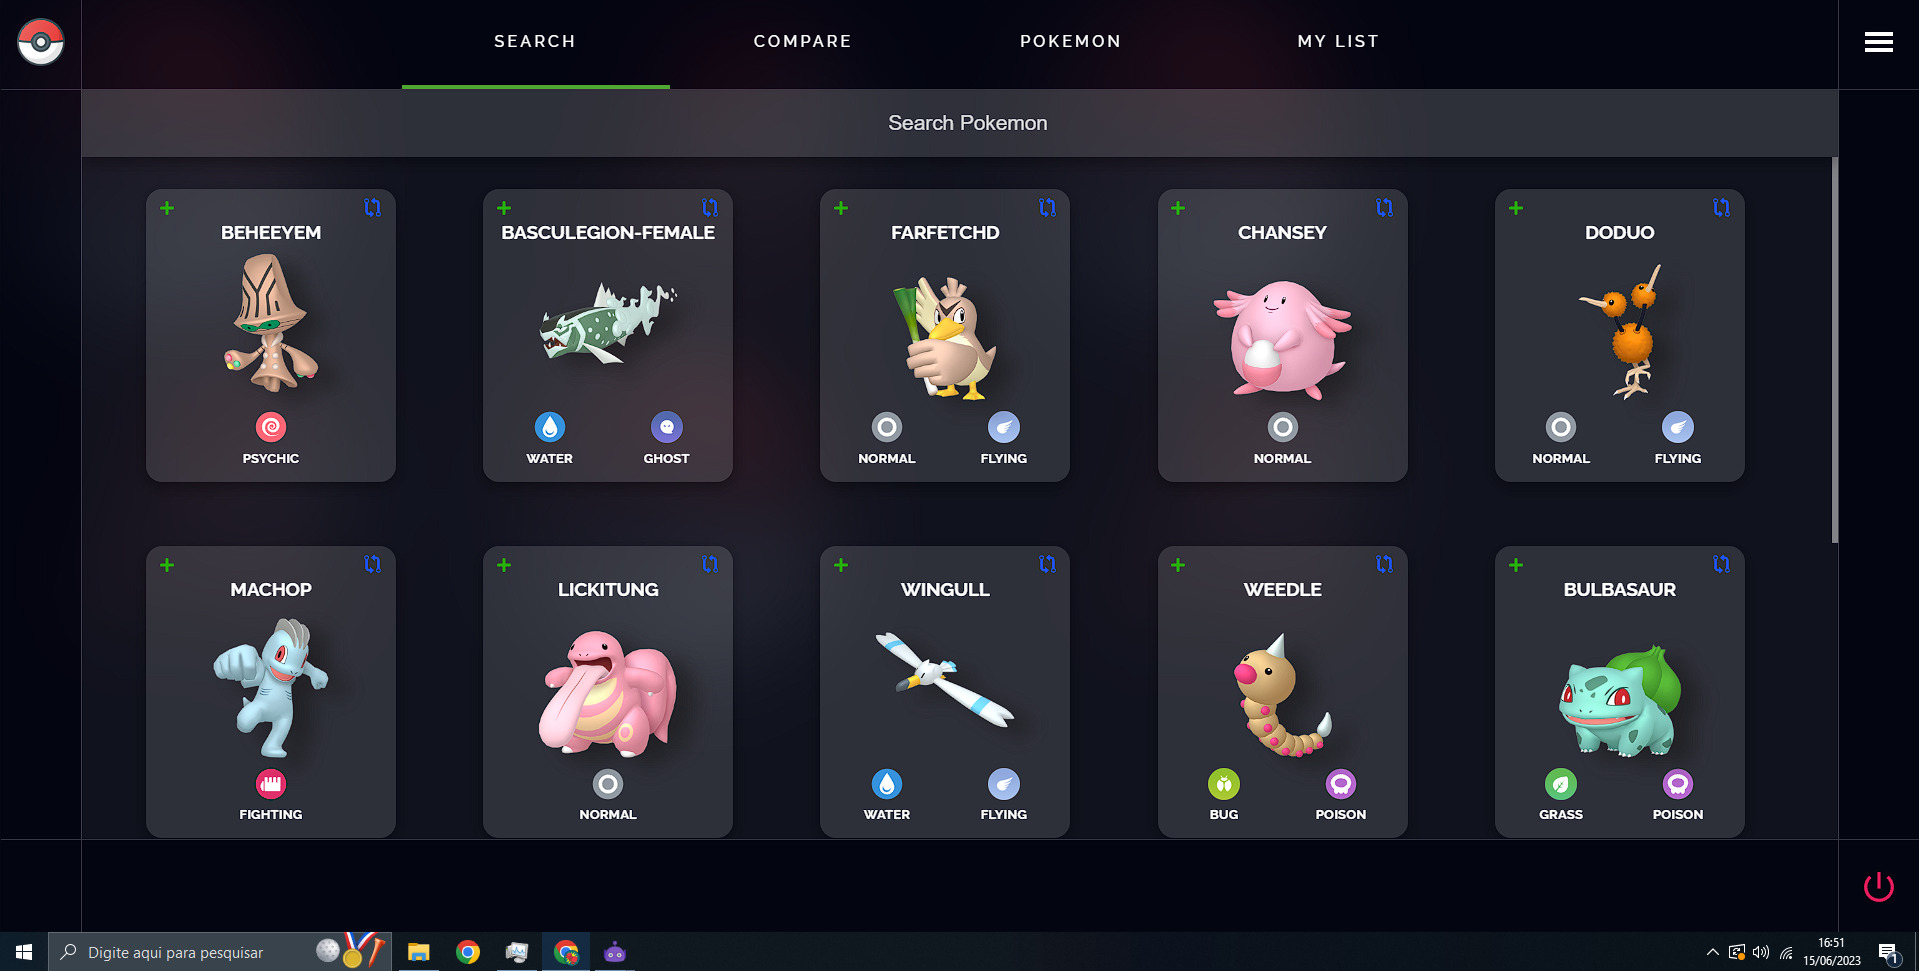 SEARCH COMPARE POKEMON MY LIST
Search Pokemon
BEHEEYEM BASCULEGION-FEMALE FARFETCHD CHANSEY DODUO
PSYCHIC WATER GHOST NORMAL FLYING NORMAL NORMAL FLYING
MACHOP LICKITUNG WINGULL WEEDLE BULBASAUR
FIGHTING NORMAL WATER FLYING BUG POISON GRASS POISON
Digite aqui para pesquisar
16:51
15/06/2023
1